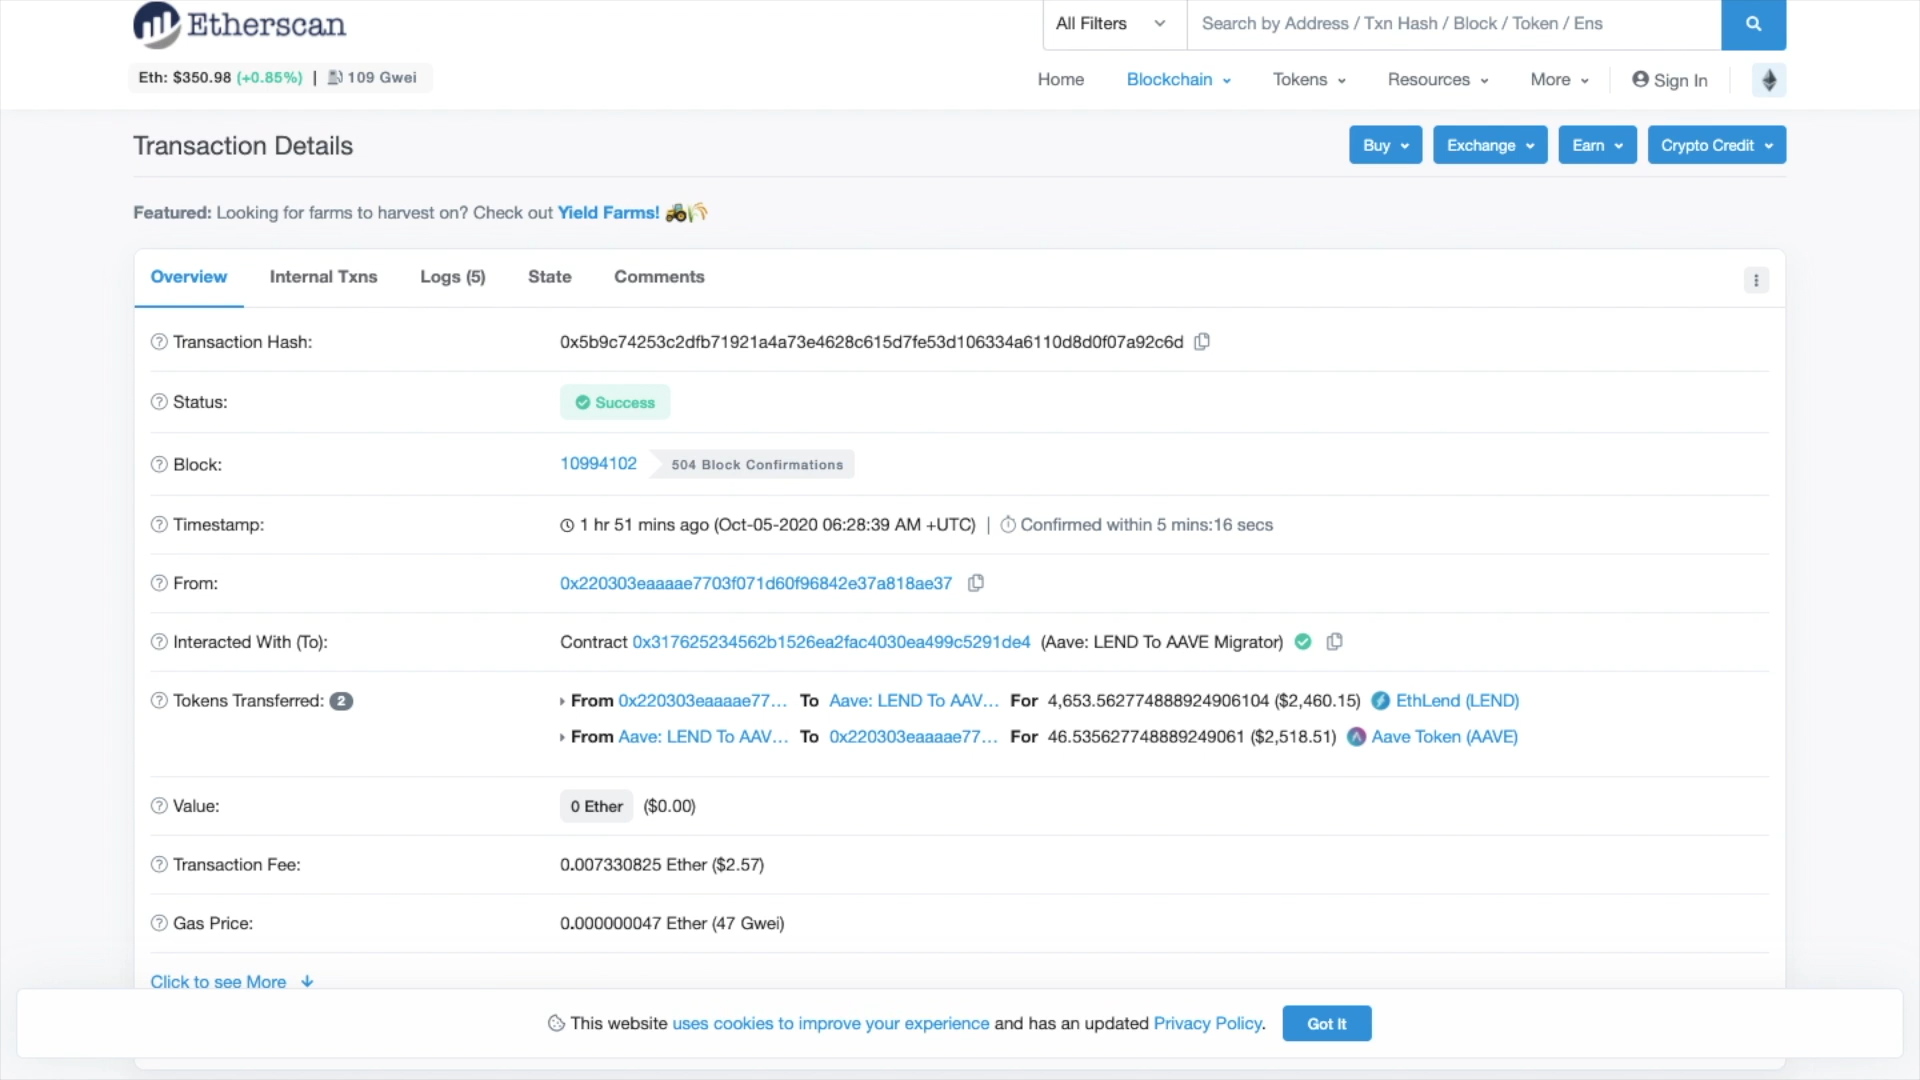 Etherscan
All Filters
Search by Address / Txn Hash / Block / Token / Ens
Eth: $350.98 (+0.85%) | 109 Gwei
Home Blockchain Tokens Resources More Sign In
Transaction Details
Buy Exchange Earn Crypto Credit
Featured: Looking for farms to harvest on? Check out Yield Farms!
Overview Internal Txns Logs (5) State Comments
Transaction Hash: 0x5b9c74253c2dfb71921a4a73e4628c615d7fe53d106334a6110d8d0f07a92c6d
Status: Success
Block: 10994102 504 Block Confirmations
Timestamp: 1 hr 51 mins ago (Oct-05-2020 06:28:39 AM +UTC) | Confirmed within 5 mins:16 secs
From: 0x220303eaaaae7703f071d60f96842e37a818ae37
Interacted With (To): Contract 0x317625234562b1526ea2fac4030ea499c5291de4 (Aave: LEND To AAVE Migrator)
Tokens Transferred: 2 From 0x220303eaaaae77... To Aave: LEND To AAV... For 4,653.562774888924906104 ($2,460.15) EthLend (LEND)
From Aave: LEND To AAV... To 0x220303eaaaae77... For 46.535627748889249061 ($2,518.51) Aave Token (AAVE)
Value: 0 Ether ($0.00)
Transaction Fee: 0.007330825 Ether ($2.57)
Gas Price: 0.000000047 Ether (47 Gwei)
Click to see More
This website uses cookies to improve your experience and has an updated Privacy Policy. Got It